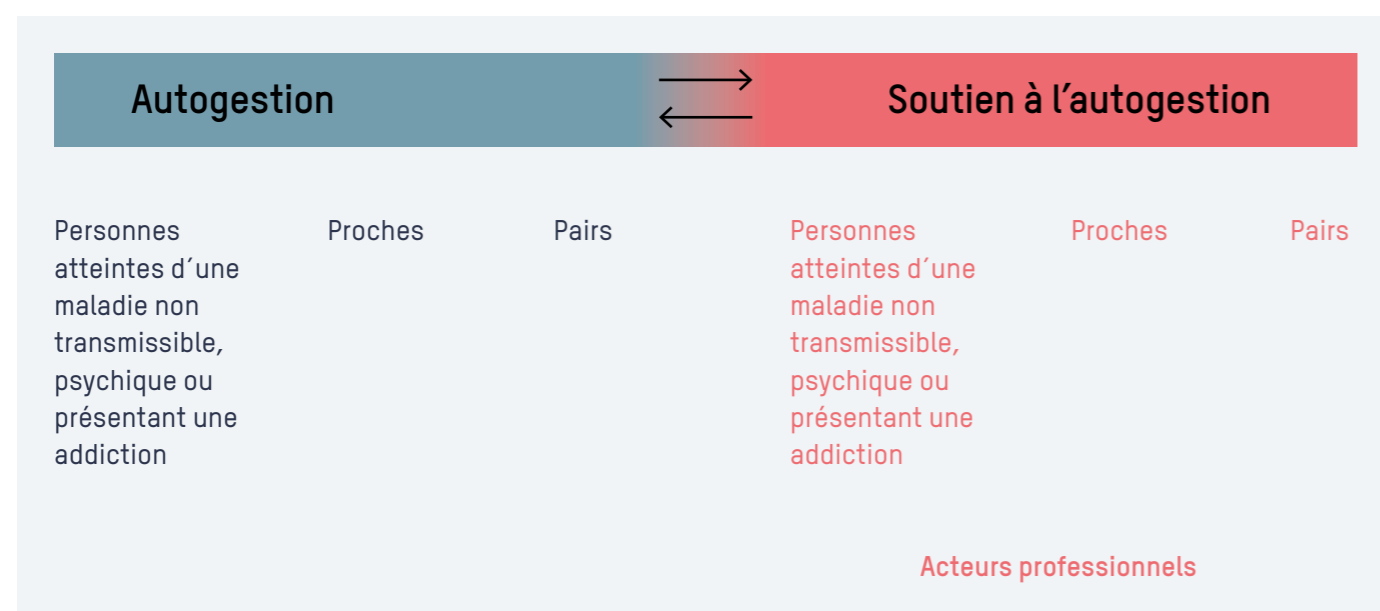 Autogestion
Soutien à l’autogestion
Personnes
atteintes d´une
maladie non
transmissible,
psychique ou
présentant une
addiction
Proches
Pairs
Personnes
atteintes d´une
maladie non
transmissible,
psychique ou
présentant une
addiction
Proches
Pairs
Acteurs professionnels